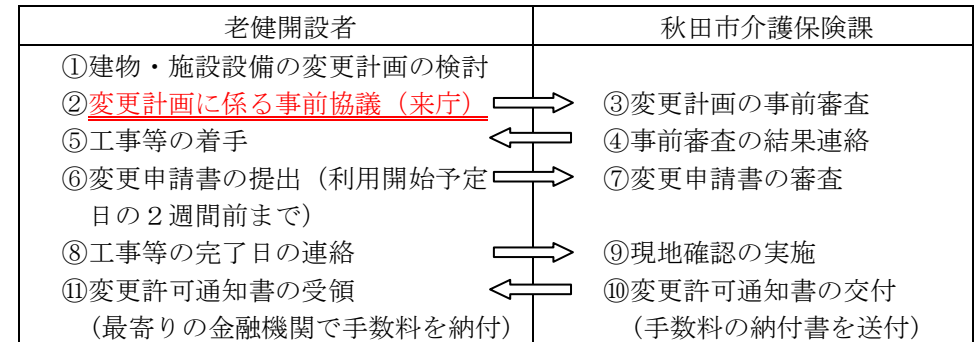 老健開設者 秋田市介護保険課
①建物・施設設備の変更計画の検討
②変更計画に係る事前協議（来庁） ③変更計画の事前審査
⑤工事等の着手 ④事前審査の結果連絡
⑥変更申請書の提出（利用開始予定 ⑦変更申請書の審査
日の２週間前まで）
⑧工事等の完了日の連絡 ⑨現地確認の実施
⑪変更許可通知書の受領 ⑩変更許可通知書の交付
（最寄りの金融機関で手数料を納付） （手数料の納付書を送付）